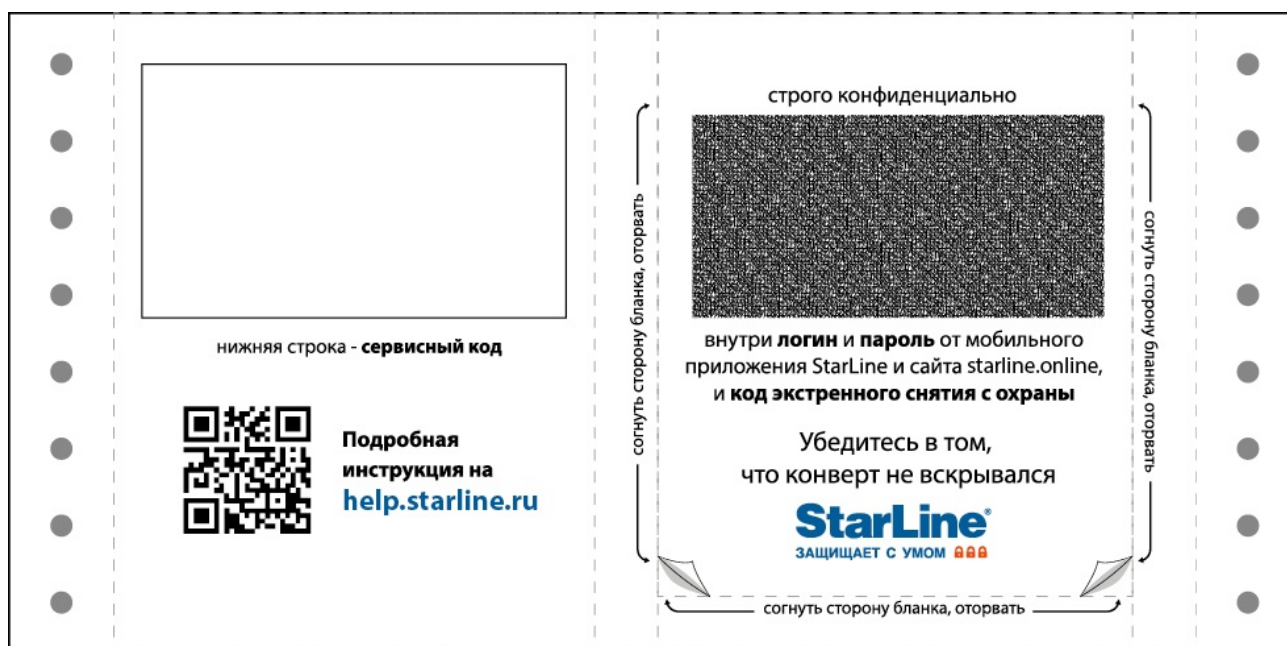 нижняя строка - сервисный код
Подробная
инструкция на
help.starline.ru
согнуть сторону бланка, оторвать
строго конфиденциально
внутри логин и пароль от мобильного
приложения StarLine и сайта starline.online,
и код экстренного снятия с охраны
Убедитесь в том,
что конверт не вскрывался
StarLine®
ЗАЩИЩАЕТ С УМОМ
согнуть сторону бланка, оторвать
согнуть сторону бланка, оторвать